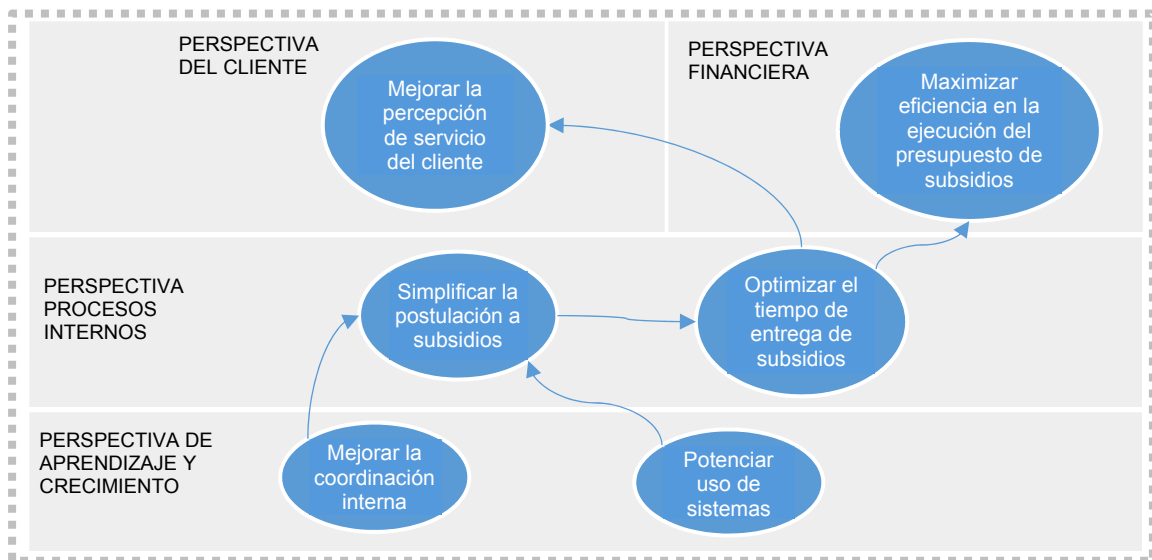 PERSPECTIVA
DEL CLIENTE
Mejorar la
percepción
de servicio
del cliente
PERSPECTIVA
FINANCIERA
Maximizar
eficiencia en la
ejecución del
presupuesto de
subsidios
PERSPECTIVA
PROCESOS
INTERNOS
Simplificar la
postulación a
subsidios
Optimizar el
tiempo de
entrega de
subsidios
PERSPECTIVA DE
APRENDIZAJE Y
CRECIMIENTO
Mejorar la
coordinación
interna
Potenciar
uso de
sistemas